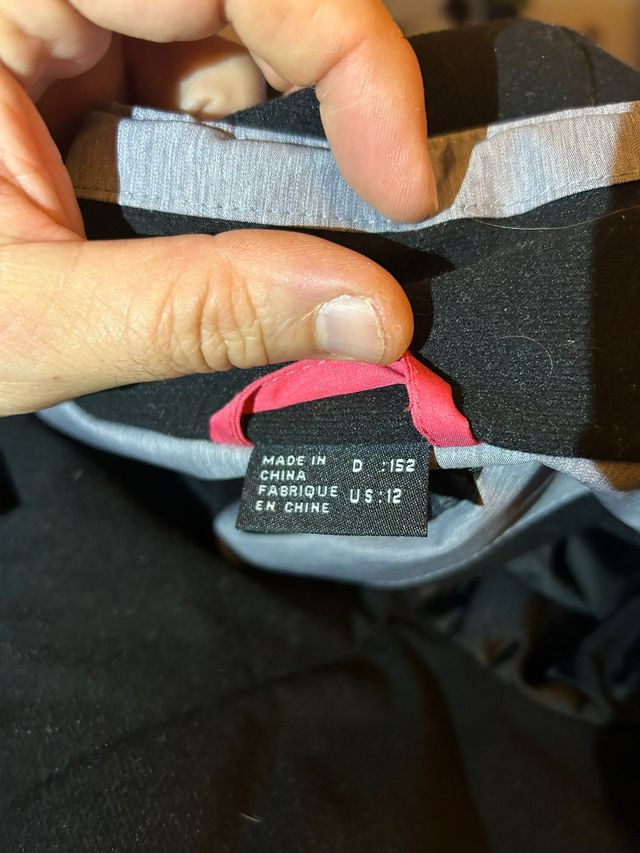 MADE IN
CHINA
FABRIQUE
EN CHINE
D :152
US:12